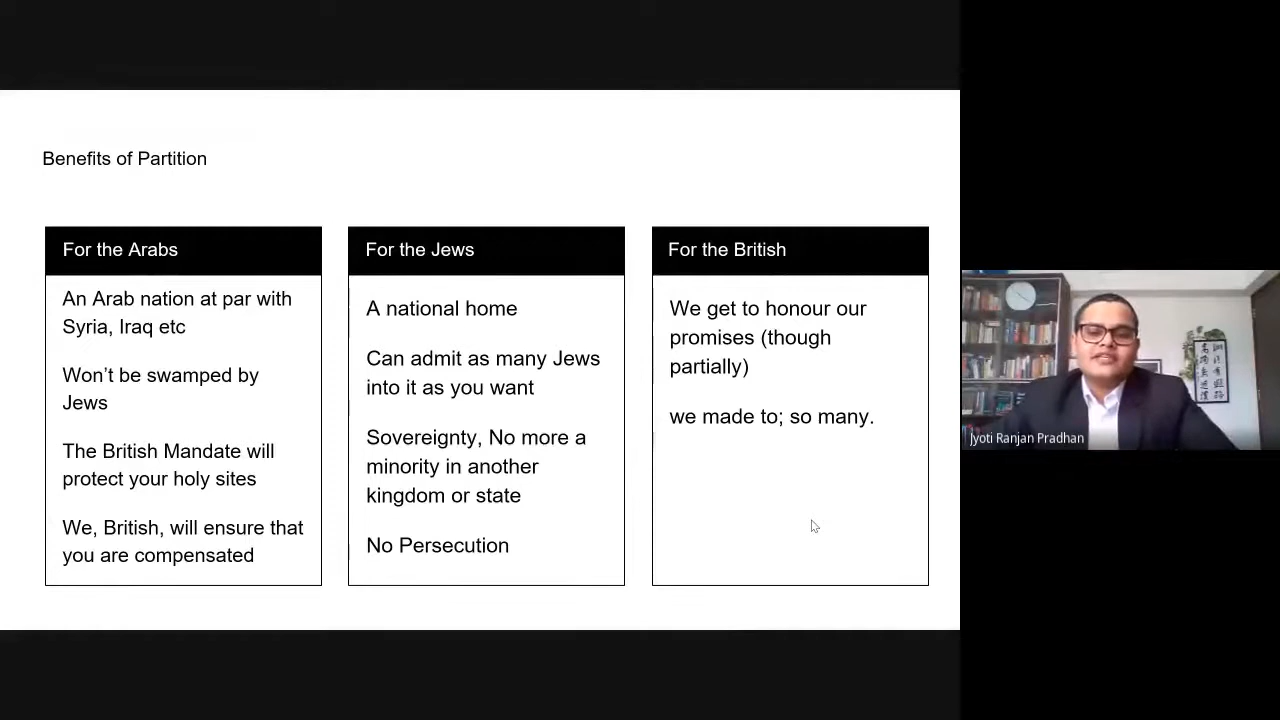 Benefits of Partition
For the Arabs
An Arab nation at par with
Syria, Iraq etc
Won’t be swamped by
Jews
The British Mandate will
protect your holy sites
We, British, will ensure that
you are compensated
For the Jews
A national home
Can admit as many Jews
into it as you want
Sovereignty, No more a
minority in another
kingdom or state
No Persecution
For the British
We get to honour our
promises (though
partially)
we made to; so many.
Jyoti Ranjan Pradhan